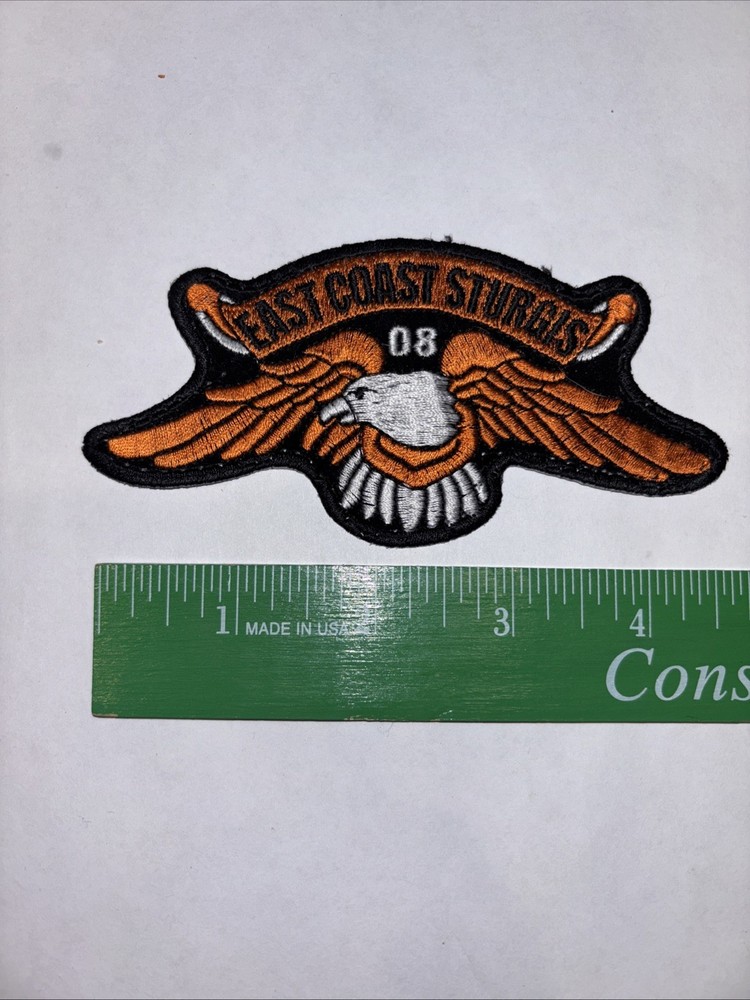 EAST COAST STURGIS
08
1 MADE IN USA 3 4
Cons